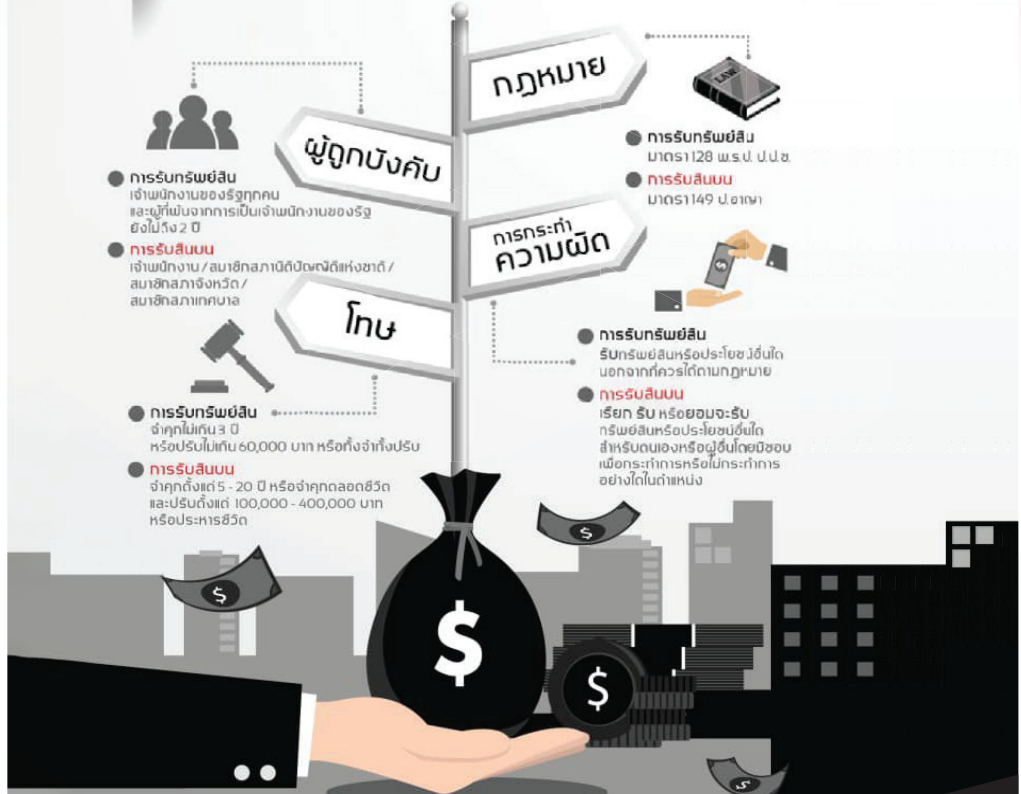 กฎหมาย
LAW
การรับทรัพย์สิน
มาตรา 128 พ.ร.ป. ป.ป.ช.
การรับสินบน
มาตรา 149 ป.อาญา
ผู้ถูกบังคับ
การรับทรัพย์สิน
เจ้าพนักงานของรัฐทุกคน
และผู้ที่พ้นจากการเป็นเจ้าพนักงานของรัฐ
ยังไม่ถึง 2 ปี
การรับสินบน
เจ้าพนักงาน / สมาชิกสภานิติบัญญัติแห่งชาติ /
สมาชิกสภาจังหวัด /
สมาชิกสภาเทศบาล
การกระทำ
ความผิด
การรับทรัพย์สิน
รับทรัพย์สินหรือประโยชน์อื่นใด
นอกจากที่ควรได้ตามกฎหมาย
การรับสินบน
เรียก รับ หรือยอมจะรับ
ทรัพย์สินหรือประโยชน์อื่นใด
สำหรับตนเองหรือผู้อื่นโดยมิชอบ
เพื่อกระทำการหรือไม่กระทำการ
อย่างใดในตำแหน่ง
โทษ
การรับทรัพย์สิน
จำคุกไม่เกิน 3 ปี
หรือปรับไม่เกิน 60,000 บาท หรือทั้งจำทั้งปรับ
การรับสินบน
จำคุกตั้งแต่ 5 - 20 ปี หรือจำคุกตลอดชีวิต
และปรับตั้งแต่ 100,000 - 400,000 บาท
หรือประหารชีวิต
$
$
$
$
$
$